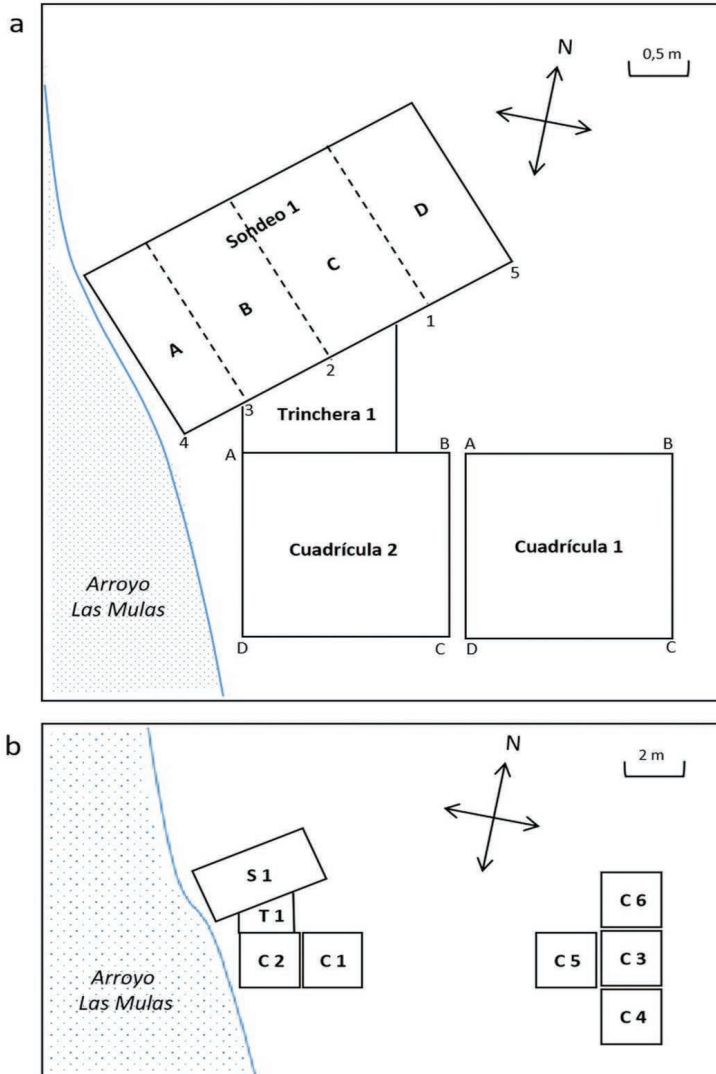 a
N
0,5 m
Sondeo 1
D
C
B
A
5
1
2
3
4
Trinchera 1
A
B
A
B
Cuadrícula 2
Cuadrícula 1
Arroyo
Las Mulas
D
C
D
C
b
N
2 m
S 1
T 1
C 2
C 1
C 6
C 5
C 3
C 4
Arroyo
Las Mulas